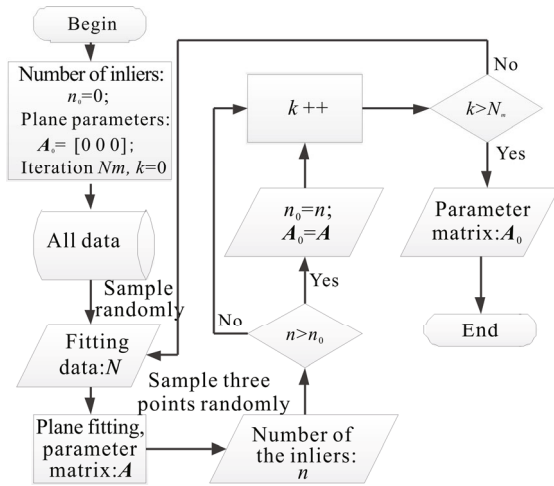 Begin
Number of inliers:
n₀=0;
Plane parameters:
A₀= [0 0 0];
Iteration Nm, k=0
All data
Sample
randomly
Fitting
data:N
Plane fitting,
parameter
matrix:A
Sample three
points randomly
Number of
the inliers:
n
n>n₀
No
Yes
n₀=n;
A₀=A
k ++
k>Nₘ
No
Yes
Parameter
matrix:A₀
End